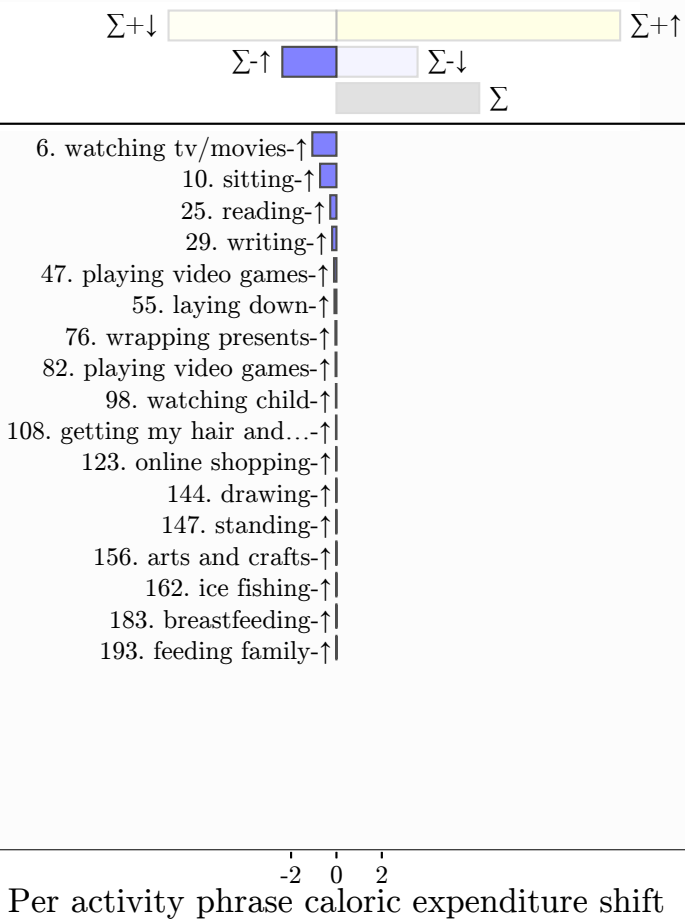 ∑+↓ ∑+↑
∑-↑ ∑-↓
∑
6. watching tv/movies-↑
10. sitting-↑
25. reading-↑
29. writing-↑
47. playing video games-↑
55. laying down-↑
76. wrapping presents-↑
82. playing video games-↑
98. watching child-↑
108. getting my hair and...-↑
123. online shopping-↑
144. drawing-↑
147. standing-↑
156. arts and crafts-↑
162. ice fishing-↑
183. breastfeeding-↑
193. feeding family-↑
-2 0 2
Per activity phrase caloric expenditure shift